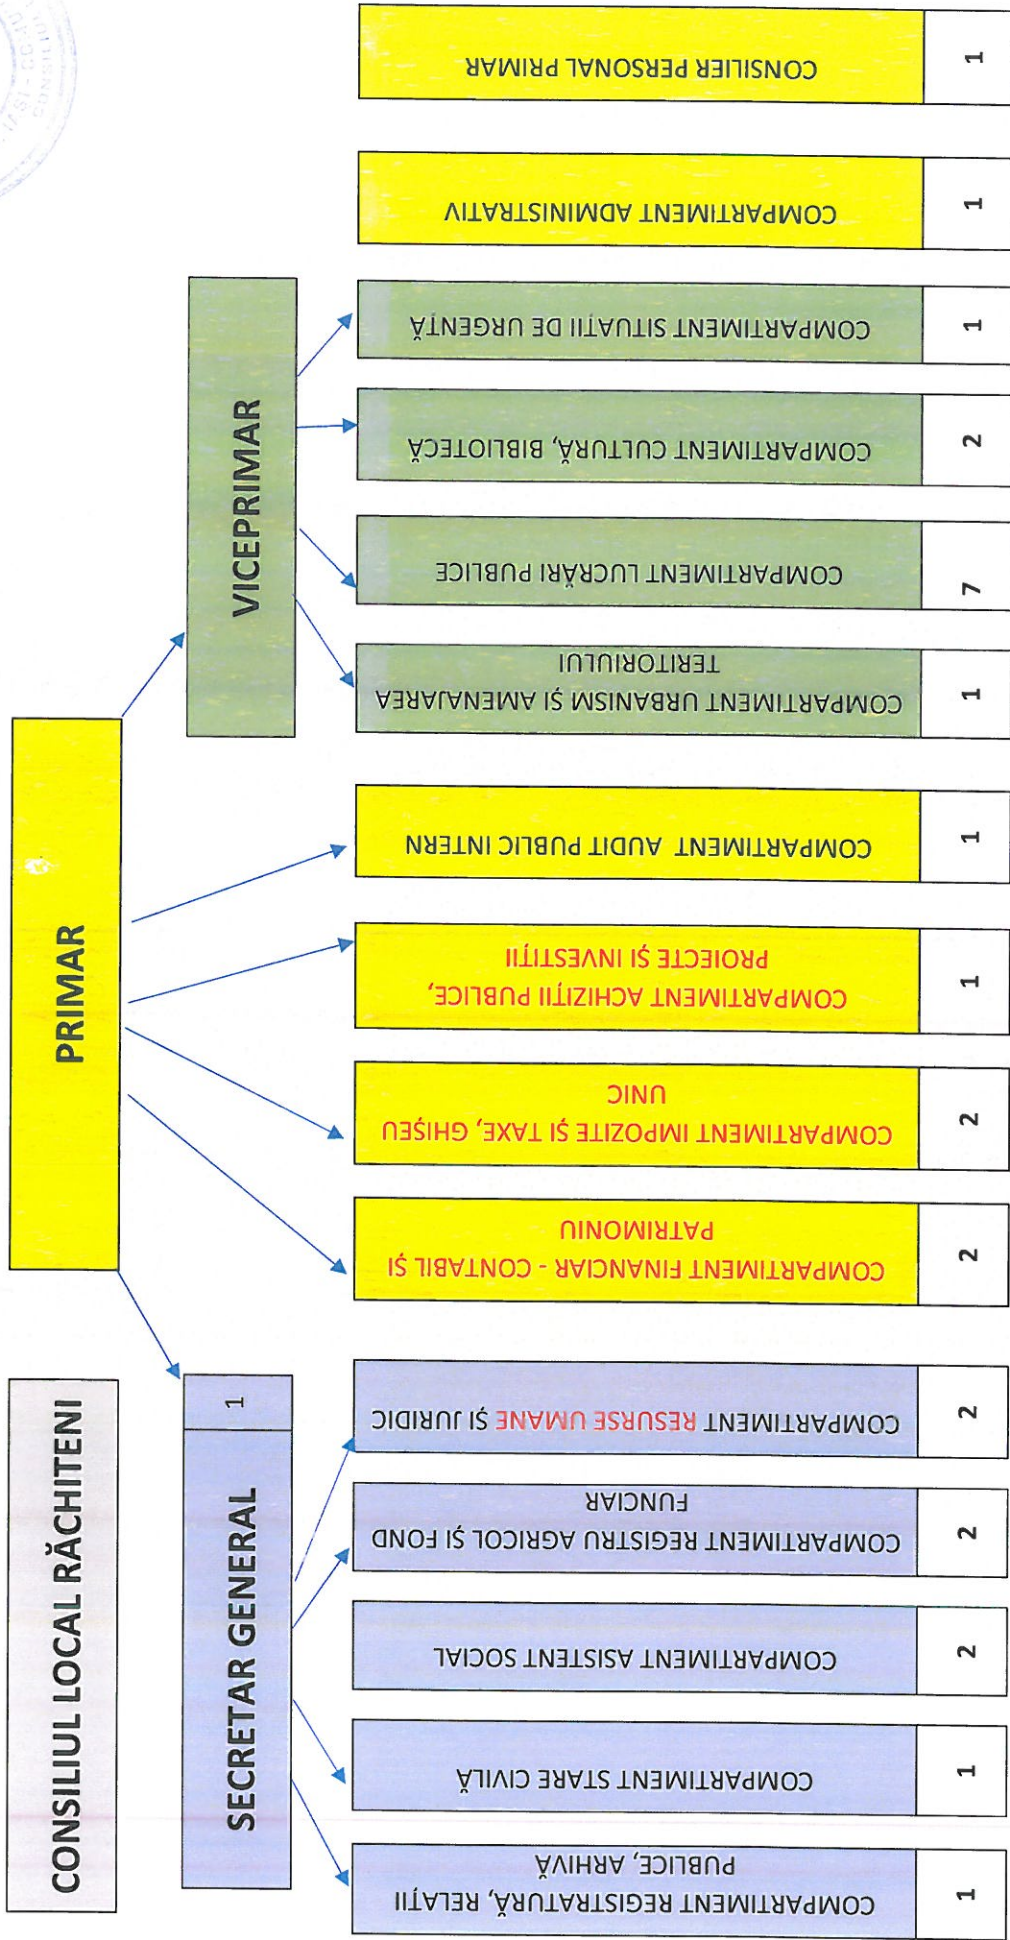 CONSILIUL LOCAL RĂCHITENI
PRIMAR
SECRETAR GENERAL
1
VICEPRIMAR
COMPARTIMENT REGISTRATURĂ, RELAȚII
PUBLICE, ARHIVĂ
1
COMPARTIMENT STARE CIVILĂ
1
COMPARTIMENT ASISTENT SOCIAL
2
COMPARTIMENT REGISTRU AGRICOL ȘI FOND
FUNCIAR
2
COMPARTIMENT RESURSE UMANE ȘI JURIDIC
2
COMPARTIMENT FINANCIAR - CONTABIL ȘI
PATRIMONIU
2
COMPARTIMENT IMPOZITE ȘI TAXE, GHIȘEU
UNIC
2
COMPARTIMENT ACHIZIȚII PUBLICE,
PROIECTE ȘI INVESTIȚII
1
COMPARTIMENT AUDIT PUBLIC INTERN
1
COMPARTIMENT URBANISM ȘI AMENAJAREA
TERITORIULUI
1
COMPARTIMENT LUCRĂRI PUBLICE
7
COMPARTIMENT CULTURĂ, BIBLIOTECĂ
2
COMPARTIMENT SITUAȚII DE URGENȚĂ
1
COMPARTIMENT ADMINISTRATIV
1
CONSILIER PERSONAL PRIMAR
1